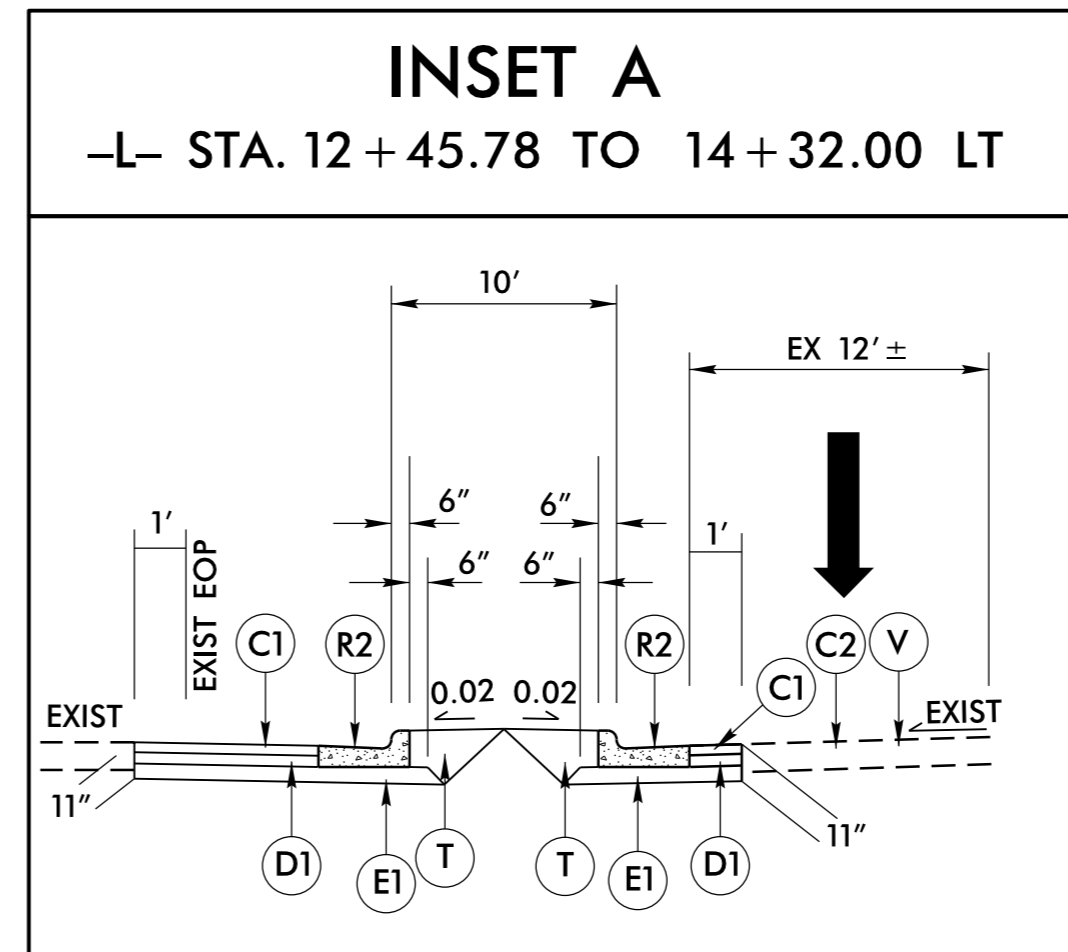 INSET A
–L– STA. 12+45.78 TO 14+32.00 LT
10'
EX 12'±
6" 6"
1' 6" 6" 1'
EXIST EOP
C1 R2 R2 C2 V
C1
0.02 0.02
EXIST EXIST
11" 11"
D1 E1 T T E1 D1